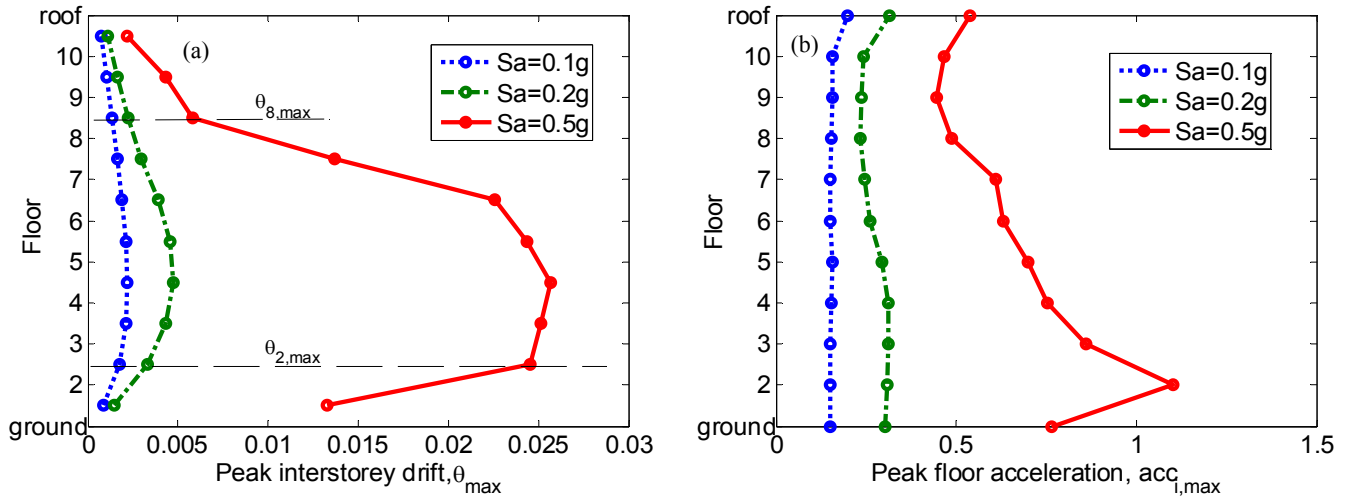 roof
10
9
8
7
6
5
4
3
2
ground
Floor
(a)
Sa=0.1g
Sa=0.2g
Sa=0.5g
θ8,max
θ2,max
0 0.005 0.01 0.015 0.02 0.025 0.03
Peak interstorey drift,θmax
roof
10
9
8
7
6
5
4
3
2
ground
Floor
(b)
Sa=0.1g
Sa=0.2g
Sa=0.5g
0 0.5 1 1.5
Peak floor acceleration, acci,max